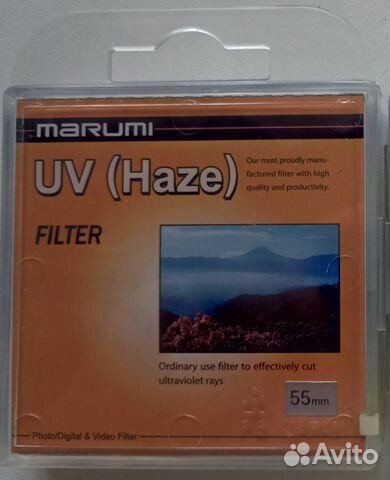 marumi
UV (Haze)
Our most proudly manu-
factured filter with high
quality and productivity.
FILTER
Ordinary use filter to effectively cut
ultraviolet rays
55mm
Photo/Digital & Video Filter
Avito